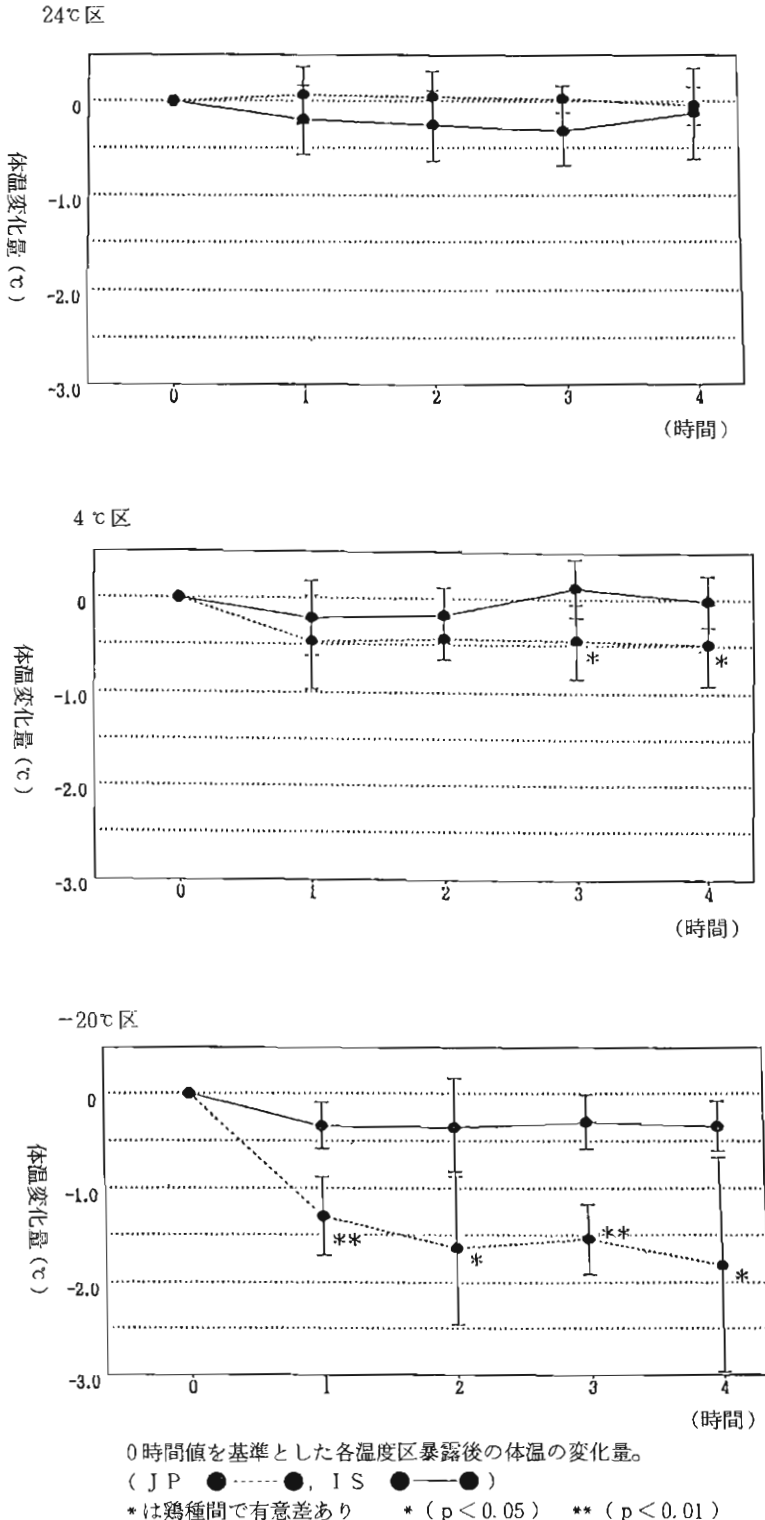 24℃区
0
-1.0
-2.0
-3.0
体温変化量(℃)
0 1 2 3 4
(時間)
4℃区
0
-1.0
-2.0
-3.0
体温変化量(℃)
* *
0 1 2 3 4
(時間)
-20℃区
0
-1.0
-2.0
-3.0
体温変化量(℃)
** * ** *
0 1 2 3 4
(時間)
0時間値を基準とした各温度区暴露後の体温の変化量。
(JP ●-----●, IS ●——●)
*は鶏種間で有意差あり *(p<0.05) **(p<0.01)